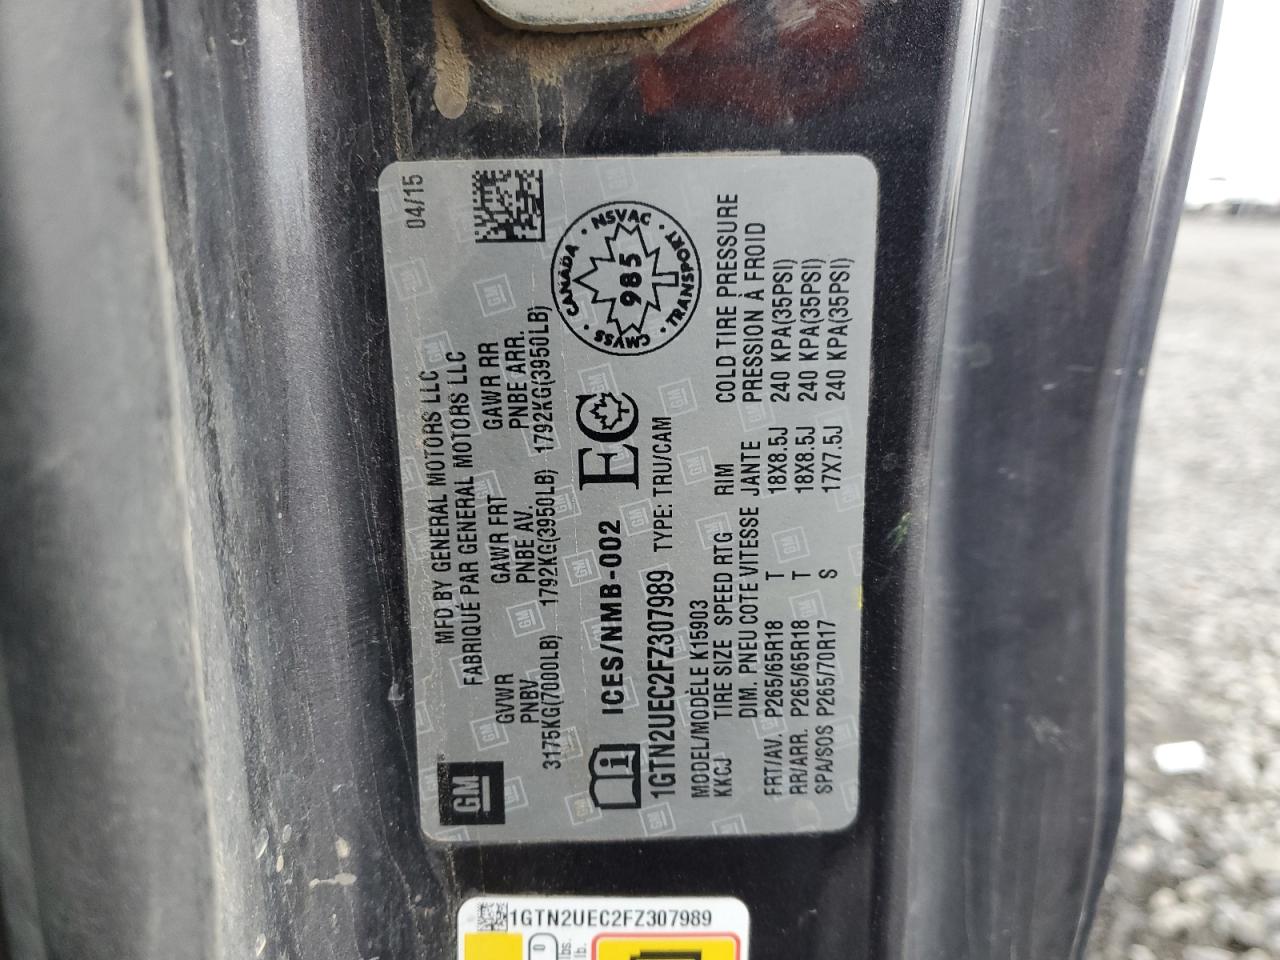 04/15
MFD BY GENERAL MOTORS LLC
FABRIQUÉ PAR GENERAL MOTORS LLC
GM
GVWR GAWR FRT GAWR RR
PNBV PNBE AV. PNBE ARR.
3175KG(7000LB) 1792KG(3950LB) 1792KG(3950LB)
i ICES/NMB-002 EC
CANADA · NSVAC · TRANSPORT · CMVSS ·
985
1GTN2UEC2FZ307989 TYPE: TRU/CAM
MODEL/MODÈLE K15903
KKCJ TIRE SIZE SPEED RTG RIM COLD TIRE PRESSURE
DIM. PNEU COTE VITESSE JANTE PRESSION À FROID
FRT/AV. P265/65R18 T 18X8.5J 240 KPA(35PSI)
RR/ARR. P265/65R18 T 18X8.5J 240 KPA(35PSI)
SPA/SOS P265/70R17 S 17X7.5J 240 KPA(35PSI)
1GTN2UEC2FZ307989
0
lbs.
lb.